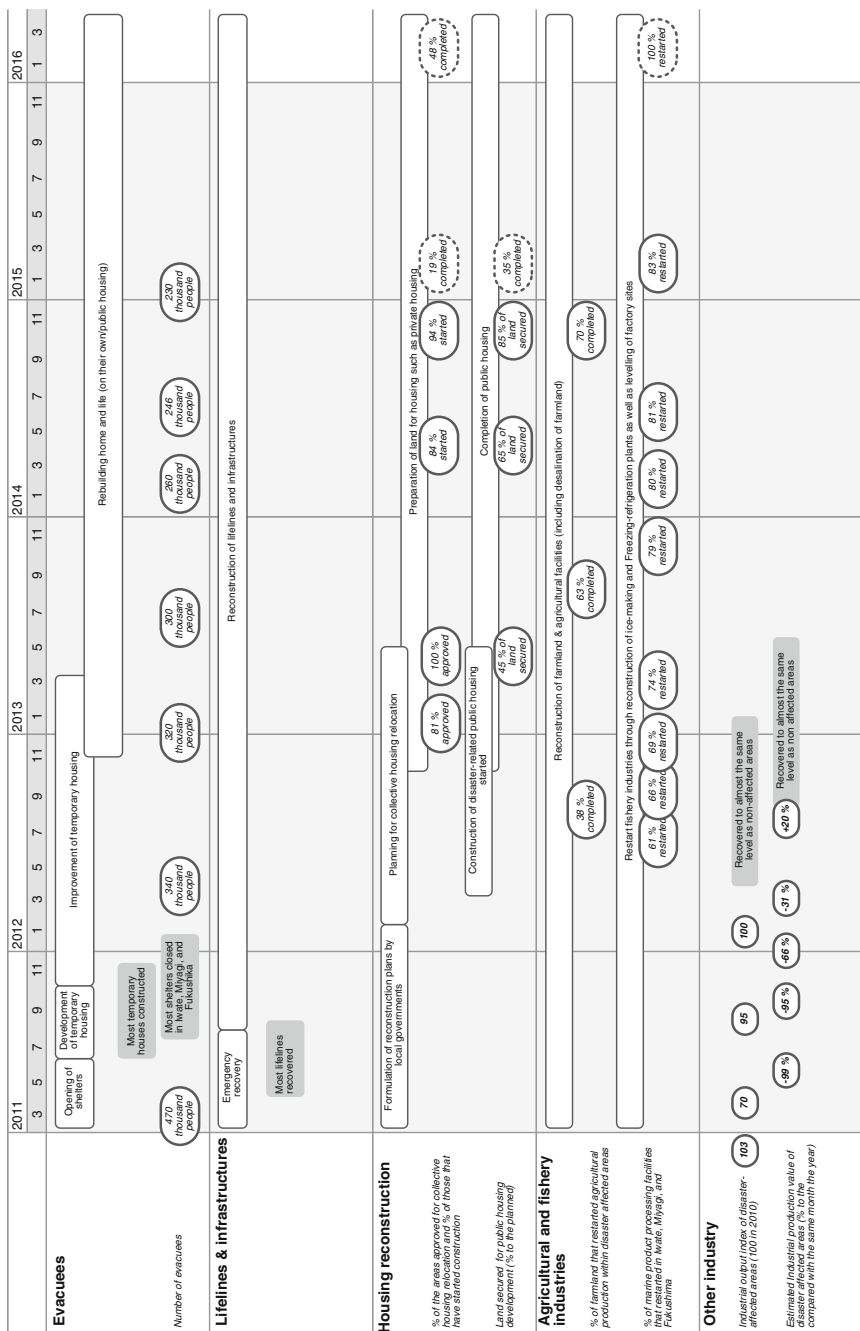 2011
2012
2013
2014
2015
2016
3
5
7
9
11
1
3
5
7
9
11
1
3
5
7
9
11
1
3
5
7
9
11
1
3
5
7
9
11
1
3
Evacuees
Opening of
shelters
Development
of temporary
housing
Improvement of temporary housing
Rebuilding home and life (on their own/public housing)
Most temporary
houses constructed
Most shelters closed
in Iwate, Miyagi, and
Fukushika
Number of evacuees
470
thousand
people
340
thousand
people
320
thousand
people
300
thousand
people
260
thousand
people
246
thousand
people
230
thousand
people
Lifelines & infrastructures
Emergency
recovery
Reconstruction of lifelines and infrastructures
Most lifelines
recovered
Housing reconstruction
Formulation of reconstruction plans by
local governments
Planning for collective housing relocation
Preparation of land for housing such as private housing
% of the areas approved for collective
housing relocation and % of those that
have started construction
81 %
approved
100 %
approved
84 %
started
94 %
started
19 %
completed
48 %
completed
Construction of disaster-related public housing
started
Completion of public housing
Land secured for public housing
development (% to the planned)
45 % of
land
secured
65 % of
land
secured
85 % of
land
secured
35 %
completed
Agricultural and fishery
industries
Reconstruction of farmland & agricultural facilities (including desalination of farmland)
% of farmland that restarted agricultural
production within disaster affected areas
38 %
completed
63 %
completed
70 %
completed
Restart fishery industries through reconstruction of ice-making and Freezing-refrigeration plants as well as levelling of factory sites
% of marine product processing facilities
that restarted in Iwate, Miyagi, and
Fukushima
61 %
restarted
66 %
restarted
69 %
restarted
74 %
restarted
79 %
restarted
80 %
restarted
81 %
restarted
83 %
restarted
100 %
restarted
Other industry
Industrial output index of disaster-
affected areas (100 in 2010)
103
70
95
100
Recovered to almost the same
level as non-affected areas
Estimated Industrial production value of
disaster affected areas (% to the
compared with the same month the year)
-99 %
-95 %
-66 %
-31 %
+20 %
Recovered to almost the same
level as non affected areas